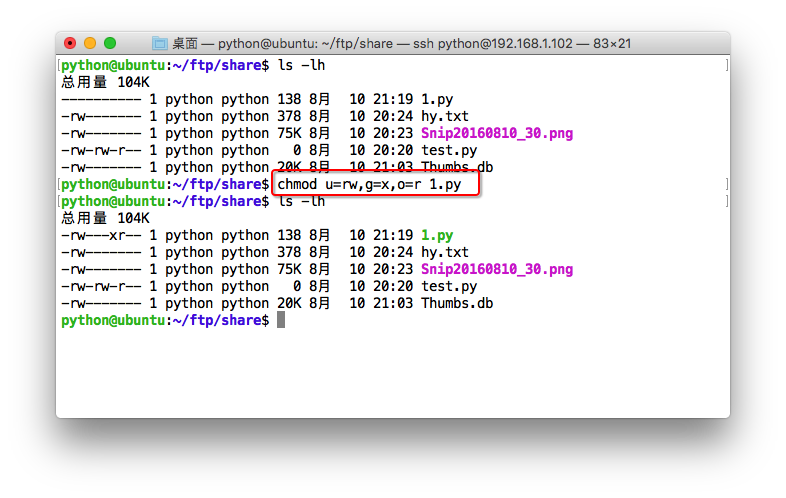 桌面 — python@ubuntu: ~/ftp/share — ssh python@192.168.1.102 — 83×21
[python@ubuntu:~/ftp/share$ ls -lh ]
总用量 104K
---------- 1 python python 138 8月  10 21:19 1.py
-rw------- 1 python python 378 8月  10 20:24 hy.txt
-rw------- 1 python python 75K 8月  10 20:23 Snip20160810_30.png
-rw-rw-r-- 1 python python   0 8月  10 20:20 test.py
-rw------- 1 python python 20K 8月  10 21:03 Thumbs.db
[python@ubuntu:~/ftp/share$ chmod u=rw,g=x,o=r 1.py ]
[python@ubuntu:~/ftp/share$ ls -lh ]
总用量 104K
-rw---xr-- 1 python python 138 8月  10 21:19 1.py
-rw------- 1 python python 378 8月  10 20:24 hy.txt
-rw------- 1 python python 75K 8月  10 20:23 Snip20160810_30.png
-rw-rw-r-- 1 python python   0 8月  10 20:20 test.py
-rw------- 1 python python 20K 8月  10 21:03 Thumbs.db
python@ubuntu:~/ftp/share$